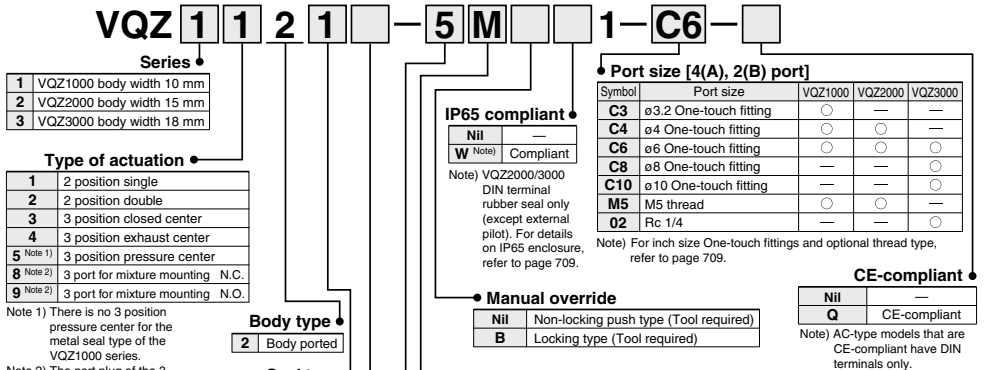 VQZ 1 1 2 1 — 5 M 1 — C6 —
Series
1 VQZ1000 body width 10 mm
2 VQZ2000 body width 15 mm
3 VQZ3000 body width 18 mm
Type of actuation
1 2 position single
2 2 position double
3 3 position closed center
4 3 position exhaust center
5 Note 1) 3 position pressure center
8 Note 2) 3 port for mixture mounting N.C.
9 Note 2) 3 port for mixture mounting N.O.
Note 1) There is no 3 position
pressure center for the
metal seal type of the
VQZ1000 series.
Body type
2 Body ported
IP65 compliant
Nil —
W Note) Compliant
Note) VQZ2000/3000
DIN terminal
rubber seal only
(except external
pilot). For details
on IP65 enclosure,
refer to page 709.
Manual override
Nil Non-locking push type (Tool required)
B Locking type (Tool required)
Port size [4(A), 2(B) port]
Symbol Port size VQZ1000 VQZ2000 VQZ3000
C3 ø3.2 One-touch fitting ○ — —
C4 ø4 One-touch fitting ○ ○ —
C6 ø6 One-touch fitting ○ ○ ○
C8 ø8 One-touch fitting — — ○
C10 ø10 One-touch fitting — — ○
M5 M5 thread ○ ○ —
02 Rc 1/4 — — ○
Note) For inch size One-touch fittings and optional thread type,
refer to page 709.
CE-compliant
Nil —
Q CE-compliant
Note) AC-type models that are
CE-compliant have DIN
terminals only.